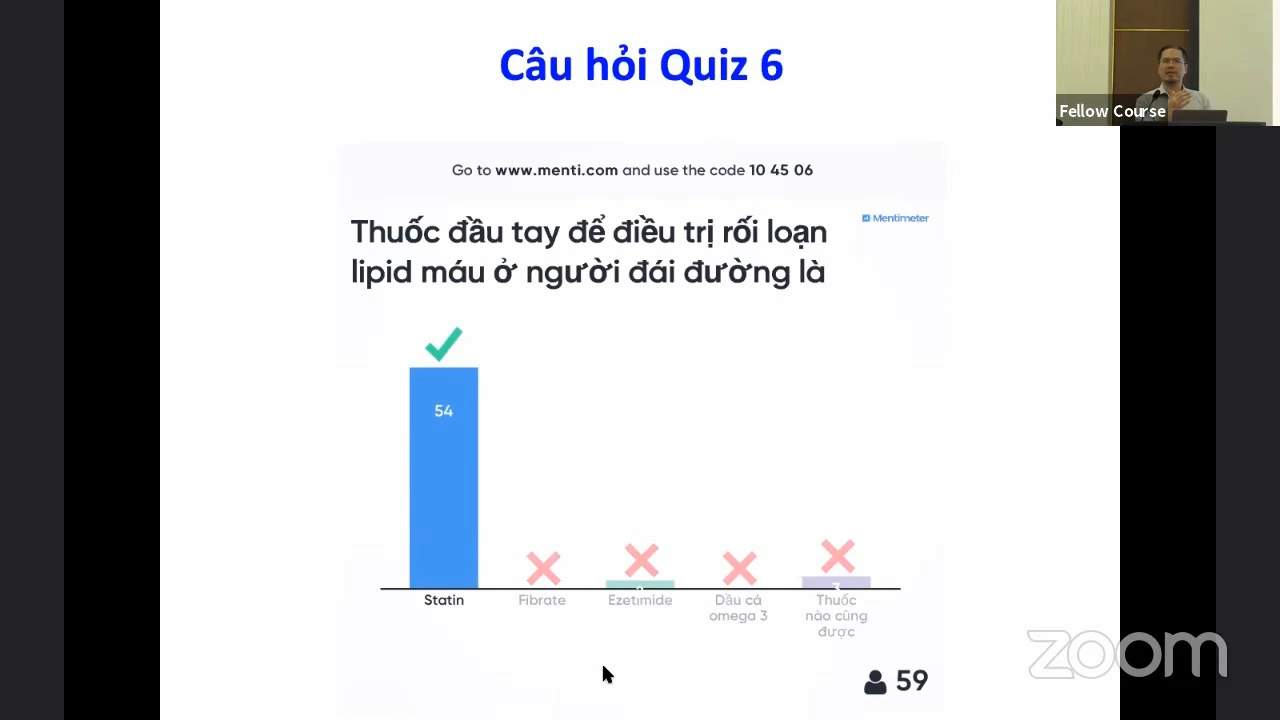 Câu hỏi Quiz 6
Fellow Course
Go to www.menti.com and use the code 10 45 06
Mentimeter
Thuốc đầu tay để điều trị rối loạn
lipid máu ở người đái đường là
54
3
Statin
Fibrate
Ezetimide
Dầu cá
omega 3
Thuốc
nào cũng
được
59
zoom